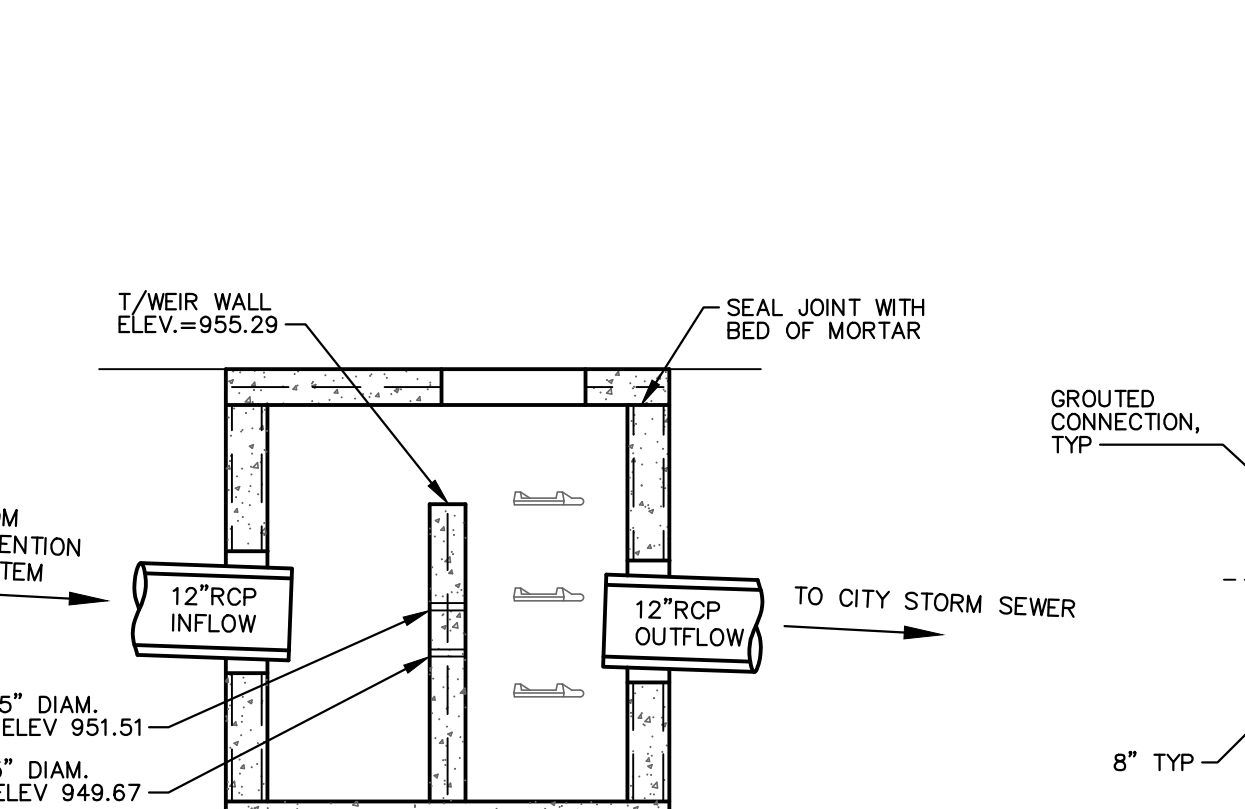 T/WEIR WALL
ELEV.=955.29
SEAL JOINT WITH
BED OF MORTAR
GROUTED
CONNECTION,
TYP
12”RCP
INFLOW
12”RCP
OUTFLOW
TO CITY STORM SEWER
DIAM.
ELEV 951.51
DIAM.
ELEV 949.67
8” TYP